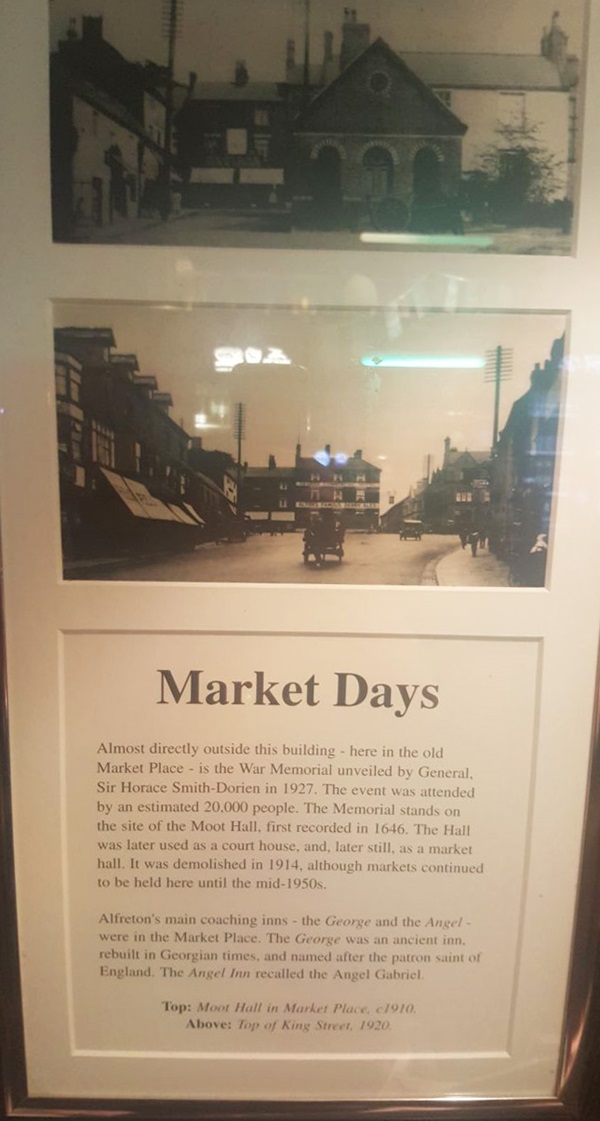 Market Days
Almost directly outside this building - here in the old
Market Place - is the War Memorial unveiled by General,
Sir Horace Smith-Dorien in 1927. The event was attended
by an estimated 20,000 people. The Memorial stands on
the site of the Moot Hall, first recorded in 1646. The Hall
was later used as a court house, and, later still, as a market
hall. It was demolished in 1914, although markets continued
to be held here until the mid-1950s.
Alfreton's main coaching inns - the George and the Angel -
were in the Market Place. The George was an ancient inn,
rebuilt in Georgian times, and named after the patron saint of
England. The Angel Inn recalled the Angel Gabriel.
Top: Moot Hall in Market Place, c1910.
Above: Top of King Street, 1920.